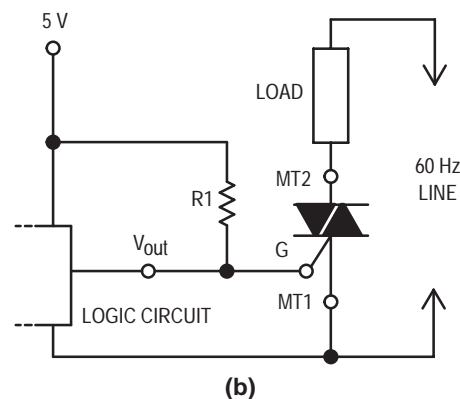 5 V
LOAD
R1
MT2
60 Hz
LINE
Vout
G
LOGIC CIRCUIT
MT1
(b)